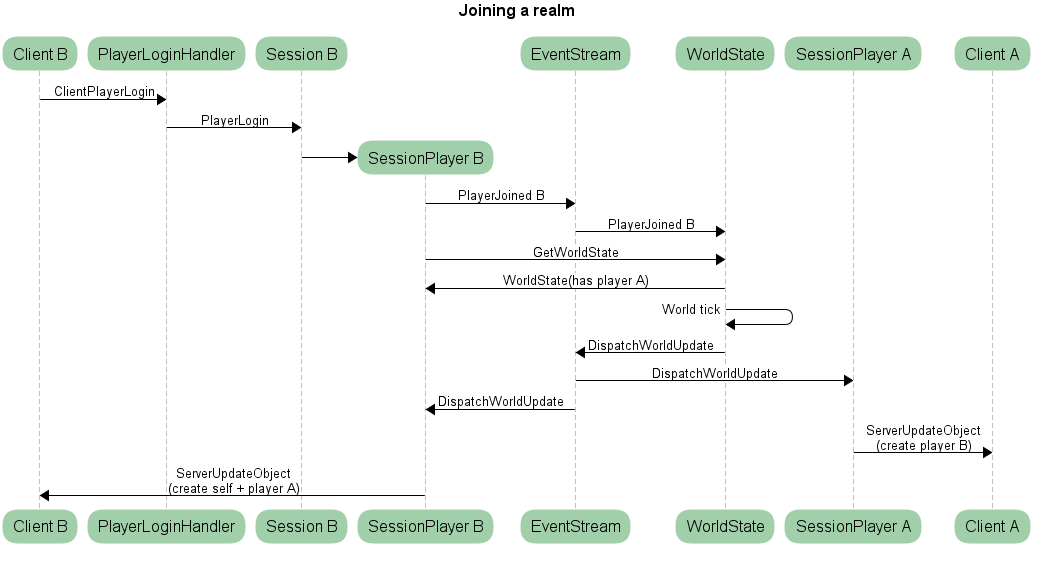 Joining a realm
Client B PlayerLoginHandler Session B EventStream WorldState SessionPlayer A Client A
ClientPlayerLogin
PlayerLogin
SessionPlayer B
PlayerJoined B
PlayerJoined B
GetWorldState
WorldState(has player A)
World tick
DispatchWorldUpdate
DispatchWorldUpdate
DispatchWorldUpdate
ServerUpdateObject
(create player B)
ServerUpdateObject
(create self + player A)
Client B PlayerLoginHandler Session B SessionPlayer B EventStream WorldState SessionPlayer A Client A